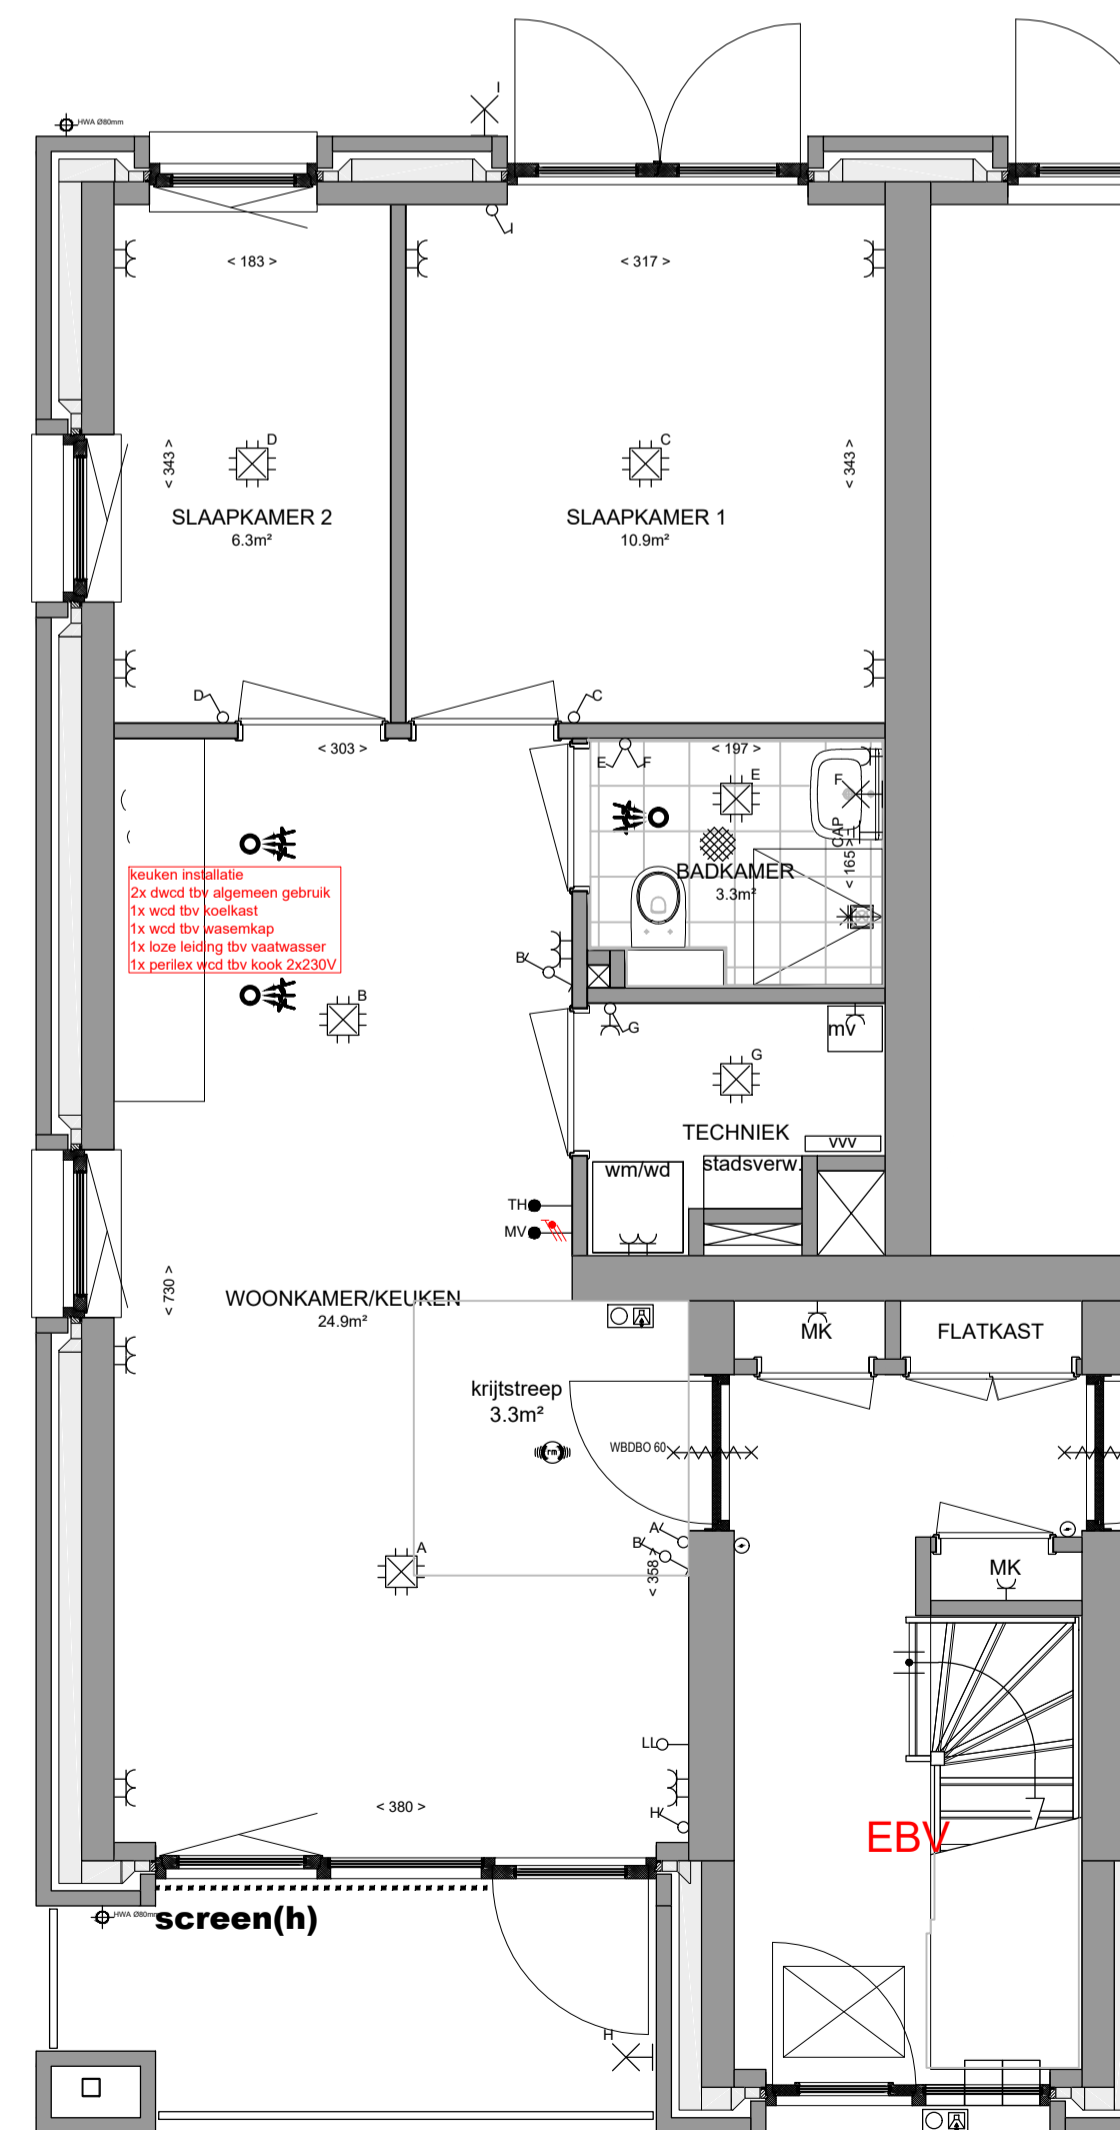 I
HWA Ø80mm
J
< 183 >
< 317 >
D
C
< 343 >
< 343 >
SLAAPKAMER 2
6.3m²
SLAAPKAMER 1
10.9m²
D
C
< 303 >
< 197 >
E
F
E
F
CAP
< 165 >
BADKAMER
3.3m²
keuken installatie
2x dwcd tbv algemeen gebruik
1x wcd tbv koelkast
1x wcd tbv wasemkap
1x loze leiding tbv vaatwasser
1x perilex wcd tbv kook 2x230V
B
B
G
mv
G
TECHNIEK
vvv
wm/wd
stadsverw.
TH
MV
< 730 >
WOONKAMER/KEUKEN
24.9m²
MK
FLATKAST
krijtstreep
3.3m²
rm
WBDBO 60
A
B
A
< 358 >
MK
LL
< 380 >
H
EBV
HWA Ø80mm
screen(h)
H